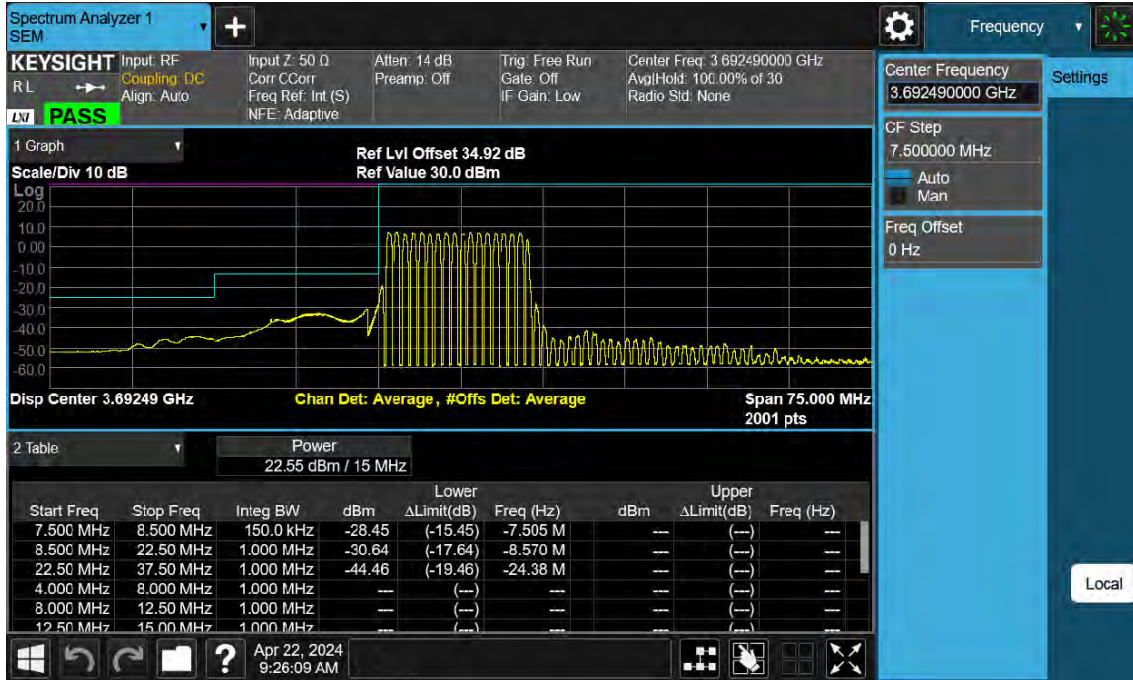 Spectrum Analyzer 1
SEM
Frequency
KEYSIGHT
R L
LXI PASS
Input: RF
Coupling: DC
Align: Auto
Input Z: 50 Ω
Corr CCorr
Freq Ref: Int (S)
NFE: Adaptive
Atten: 14 dB
Preamp: Off
Trig: Free Run
Gate: Off
IF Gain: Low
Center Freq: 3.692490000 GHz
Avg|Hold: 100.00% of 30
Radio Std: None
Center Frequency
3.692490000 GHz
Settings
CF Step
7.500000 MHz
Auto
Man
Freq Offset
0 Hz
Local
1 Graph
Scale/Div 10 dB
Ref Lvl Offset 34.92 dB
Ref Value 30.0 dBm
Log
20.0
10.0
0.00
-10.0
-20.0
-30.0
-40.0
-50.0
-60.0
Disp Center 3.69249 GHz Chan Det: Average, #Offs Det: Average Span 75.000 MHz
2001 pts
2 Table
Power
22.55 dBm / 15 MHz
Lower Upper
Start Freq Stop Freq Integ BW dBm ΔLimit(dB) Freq (Hz) dBm ΔLimit(dB) Freq (Hz)
7.500 MHz 8.500 MHz 150.0 kHz -28.45 (-15.45) -7.505 M --- (---) ---
8.500 MHz 22.50 MHz 1.000 MHz -30.64 (-17.64) -8.570 M --- (---) ---
22.50 MHz 37.50 MHz 1.000 MHz -44.46 (-19.46) -24.38 M --- (---) ---
4.000 MHz 8.000 MHz 1.000 MHz --- (---) --- --- (---) ---
8.000 MHz 12.50 MHz 1.000 MHz --- (---) --- --- (---) ---
12.50 MHz 15.00 MHz 1.000 MHz --- (---) --- --- (---) ---
Apr 22, 2024
9:26:09 AM